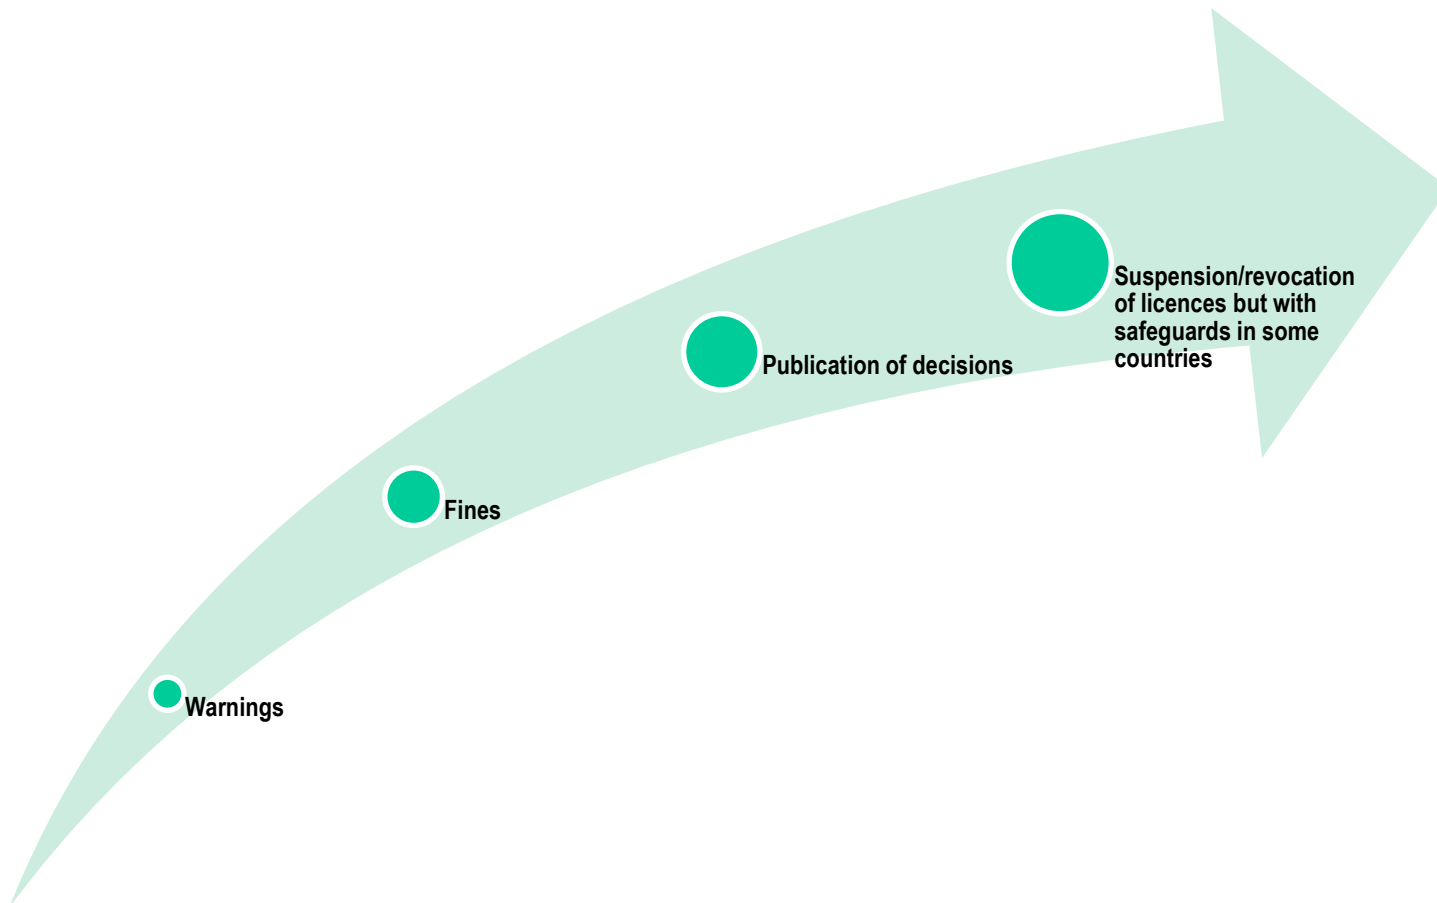 Suspension/revocation
of licences but with
safeguards in some
countries
Publication of decisions
Fines
Warnings